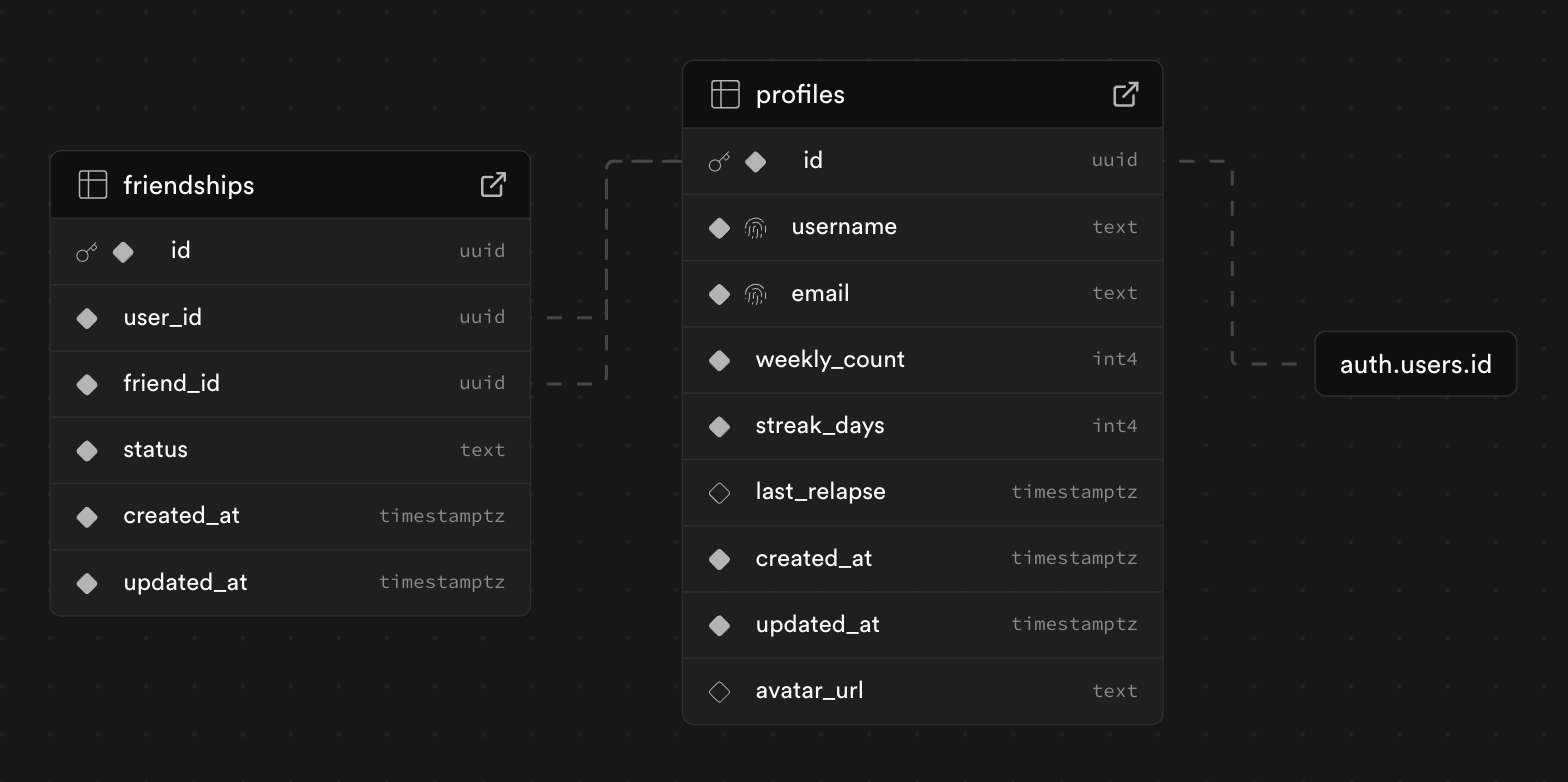 friendships
id uuid
user_id uuid
friend_id uuid
status text
created_at timestamptz
updated_at timestamptz
profiles
id uuid
username text
email text
weekly_count int4
streak_days int4
last_relapse timestamptz
created_at timestamptz
updated_at timestamptz
avatar_url text
auth.users.id